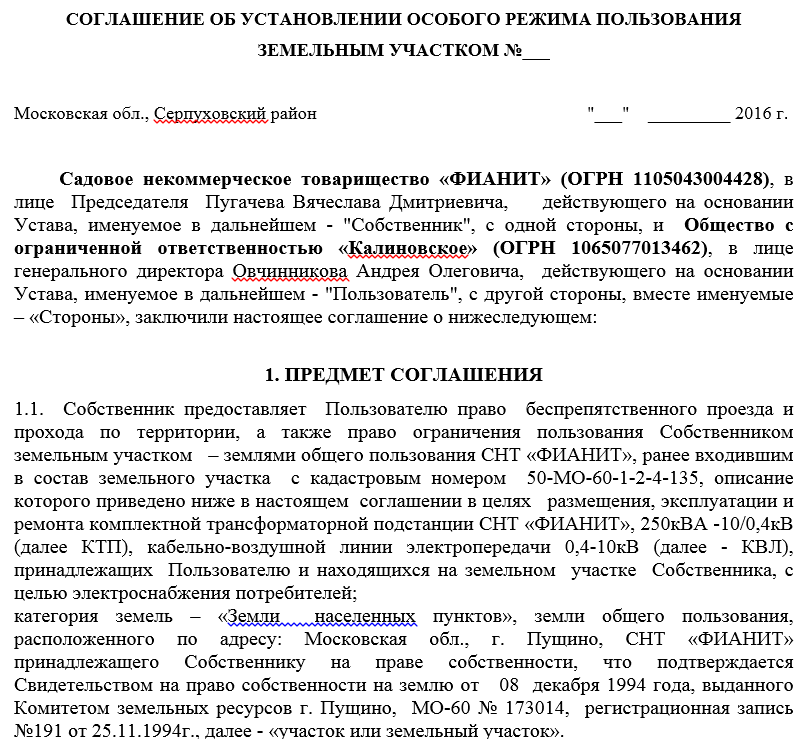 СОГЛАШЕНИЕ ОБ УСТАНОВЛЕНИИ ОСОБОГО РЕЖИМА ПОЛЬЗОВАНИЯ
ЗЕМЕЛЬНЫМ УЧАСТКОМ №___
Московская обл., Серпуховский район "___" __________ 2016 г.
Садовое некоммерческое товарищество «ФИАНИТ» (ОГРН 1105043004428), в
лице Председателя Пугачева Вячеслава Дмитриевича, действующего на основании
Устава, именуемое в дальнейшем - "Собственник", с одной стороны, и Общество с
ограниченной ответственностью «Калиновское» (ОГРН 1065077013462), в лице
генерального директора Овчинникова Андрея Олеговича, действующего на основании
Устава, именуемое в дальнейшем - "Пользователь", с другой стороны, вместе именуемые
– «Стороны», заключили настоящее соглашение о нижеследующем:
1. ПРЕДМЕТ СОГЛАШЕНИЯ
1.1. Собственник предоставляет Пользователю право беспрепятственного проезда и
прохода по территории, а также право ограничения пользования Собственником
земельным участком – землями общего пользования СНТ «ФИАНИТ», ранее входившим
в состав земельного участка с кадастровым номером 50-МО-60-1-2-4-135, описание
которого приведено ниже в настоящем соглашении в целях размещения, эксплуатации и
ремонта комплектной трансформаторной подстанции СНТ «ФИАНИТ», 250кВА -10/0,4кВ
(далее КТП), кабельно-воздушной линии электропередачи 0,4-10кВ (далее - КВЛ),
принадлежащих Пользователю и находящихся на земельном участке Собственника, с
целью электроснабжения потребителей;
категория земель – «Земли населенных пунктов», земли общего пользования,
расположенного по адресу: Московская обл., г. Пущино, СНТ «ФИАНИТ»
принадлежащего Собственнику на праве собственности, что подтверждается
Свидетельством на право собственности на землю от 08 декабря 1994 года, выданного
Комитетом земельных ресурсов г. Пущино, МО-60 № 173014, регистрационная запись
№191 от 25.11.1994г., далее - «участок или земельный участок».